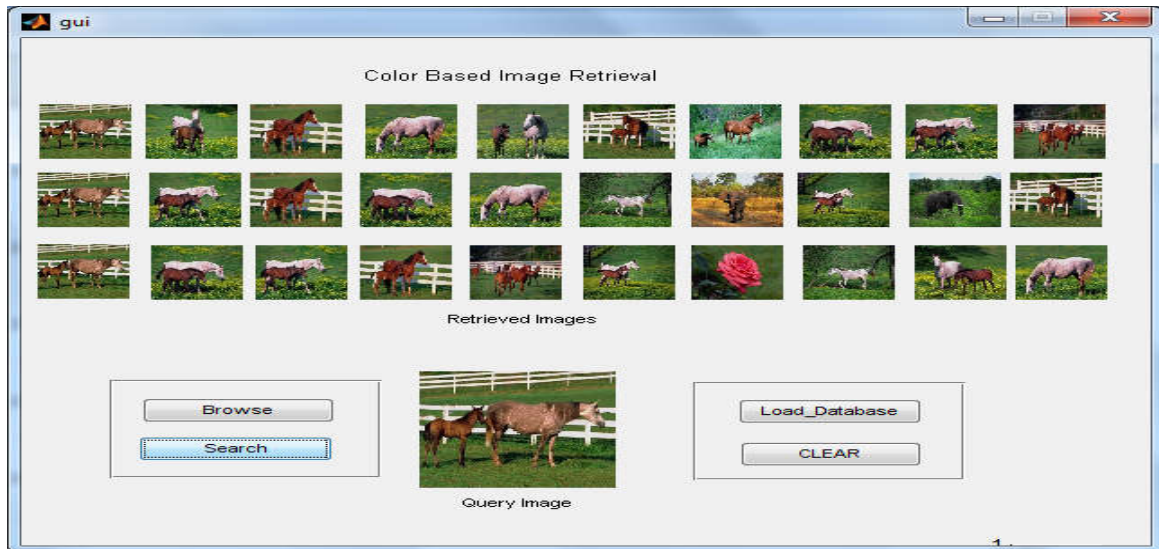 gui
Color Based Image Retrieval
Retrieved Images
Browse
Search
Load_Database
CLEAR
Query Image